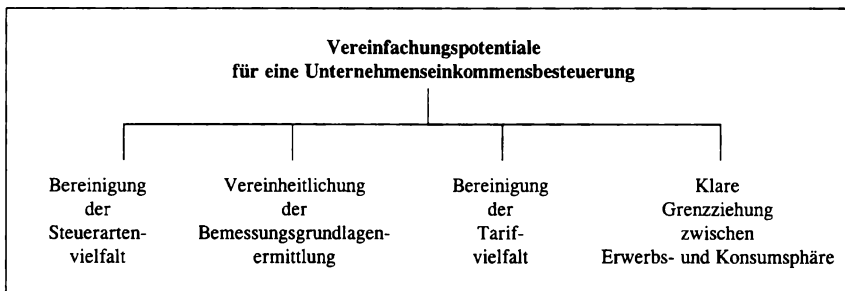 Vereinfachungspotentiale
für eine Unternehmenseinkommensbesteuerung
Bereinigung
der
Steuerarten-
vielfalt
Vereinheitlichung
der
Bemessungsgrundlagen-
ermittlung
Bereinigung
der
Tarif-
vielfalt
Klare
Grenzziehung
zwischen
Erwerbs- und Konsumsphäre